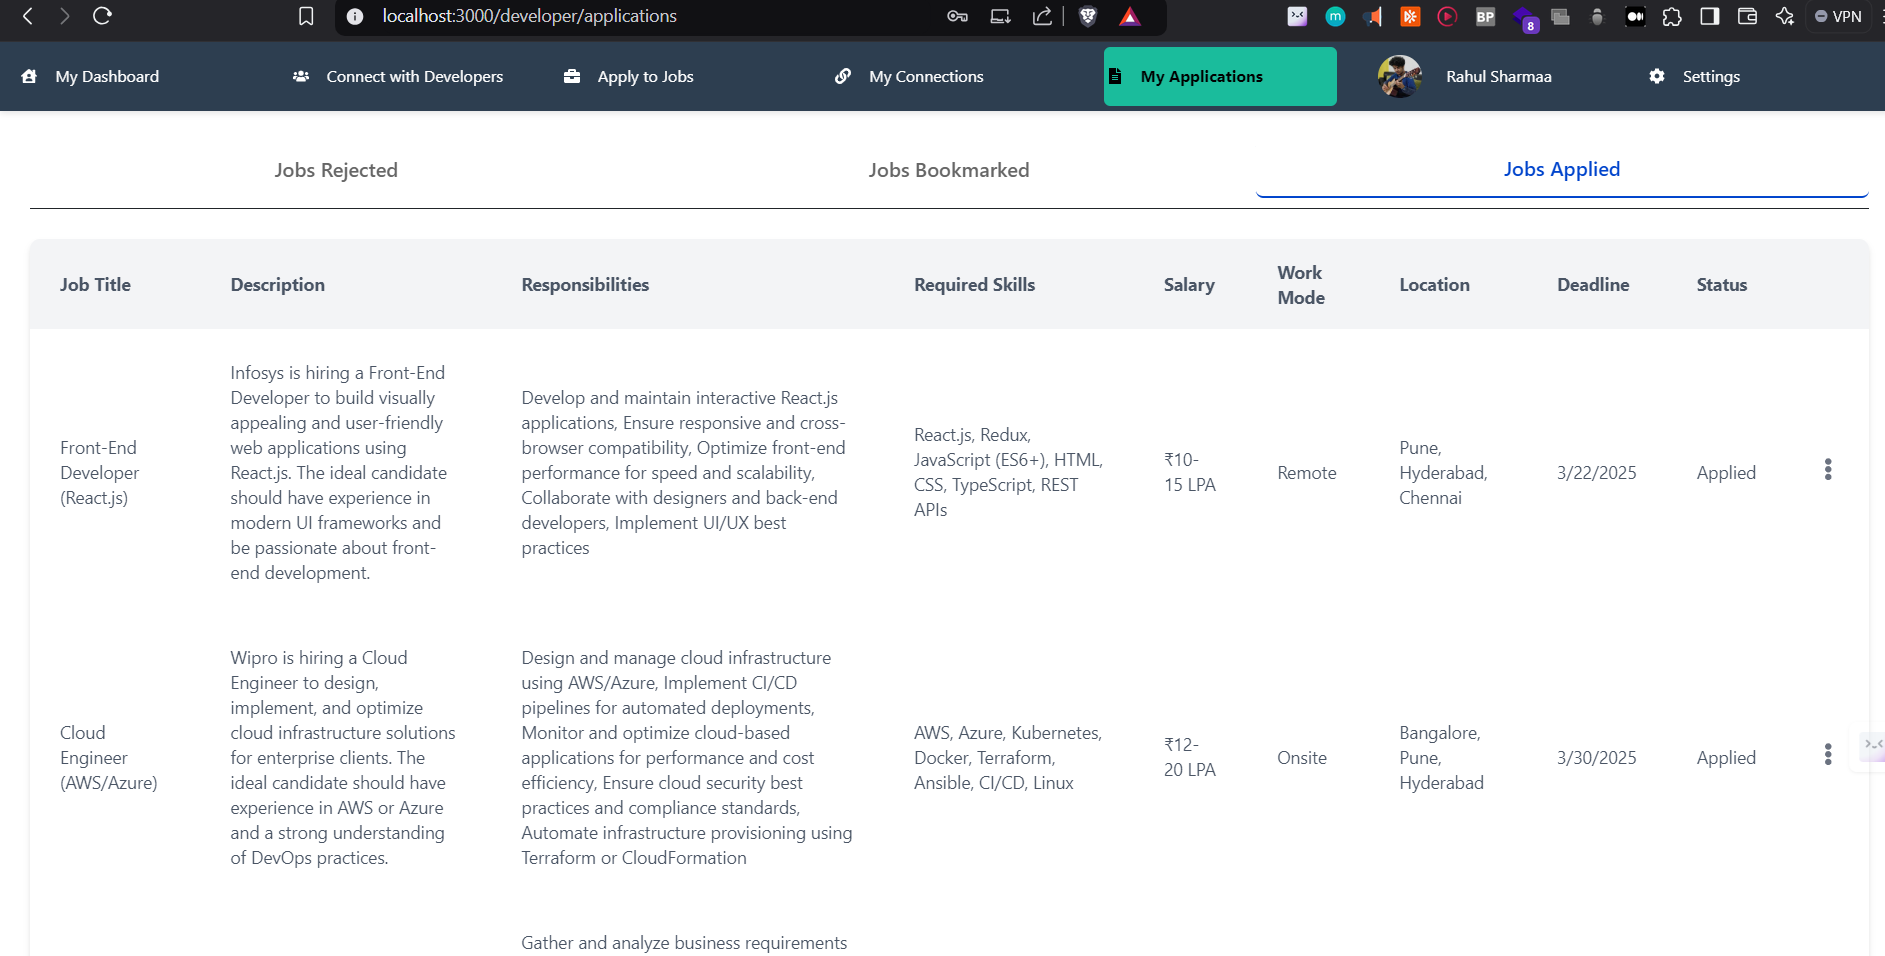 localhost:3000/developer/applications
m
BP
8
VPN
My Dashboard
Connect with Developers
Apply to Jobs
My Connections
My Applications
Rahul Sharmaa
Settings
Jobs Rejected
Jobs Bookmarked
Jobs Applied
Job Title
Description
Responsibilities
Required Skills
Salary
Work
Mode
Location
Deadline
Status
Front-End
Developer
(React.js)
Infosys is hiring a Front-End
Developer to build visually
appealing and user-friendly
web applications using
React.js. The ideal candidate
should have experience in
modern UI frameworks and
be passionate about front-
end development.
Develop and maintain interactive React.js
applications, Ensure responsive and cross-
browser compatibility, Optimize front-end
performance for speed and scalability,
Collaborate with designers and back-end
developers, Implement UI/UX best
practices
React.js, Redux,
JavaScript (ES6+), HTML,
CSS, TypeScript, REST
APIs
₹10-
15 LPA
Remote
Pune,
Hyderabad,
Chennai
3/22/2025
Applied
Cloud
Engineer
(AWS/Azure)
Wipro is hiring a Cloud
Engineer to design,
implement, and optimize
cloud infrastructure solutions
for enterprise clients. The
ideal candidate should have
experience in AWS or Azure
and a strong understanding
of DevOps practices.
Design and manage cloud infrastructure
using AWS/Azure, Implement CI/CD
pipelines for automated deployments,
Monitor and optimize cloud-based
applications for performance and cost
efficiency, Ensure cloud security best
practices and compliance standards,
Automate infrastructure provisioning using
Terraform or CloudFormation
AWS, Azure, Kubernetes,
Docker, Terraform,
Ansible, CI/CD, Linux
₹12-
20 LPA
Onsite
Bangalore,
Pune,
Hyderabad
3/30/2025
Applied
Gather and analyze business requirements